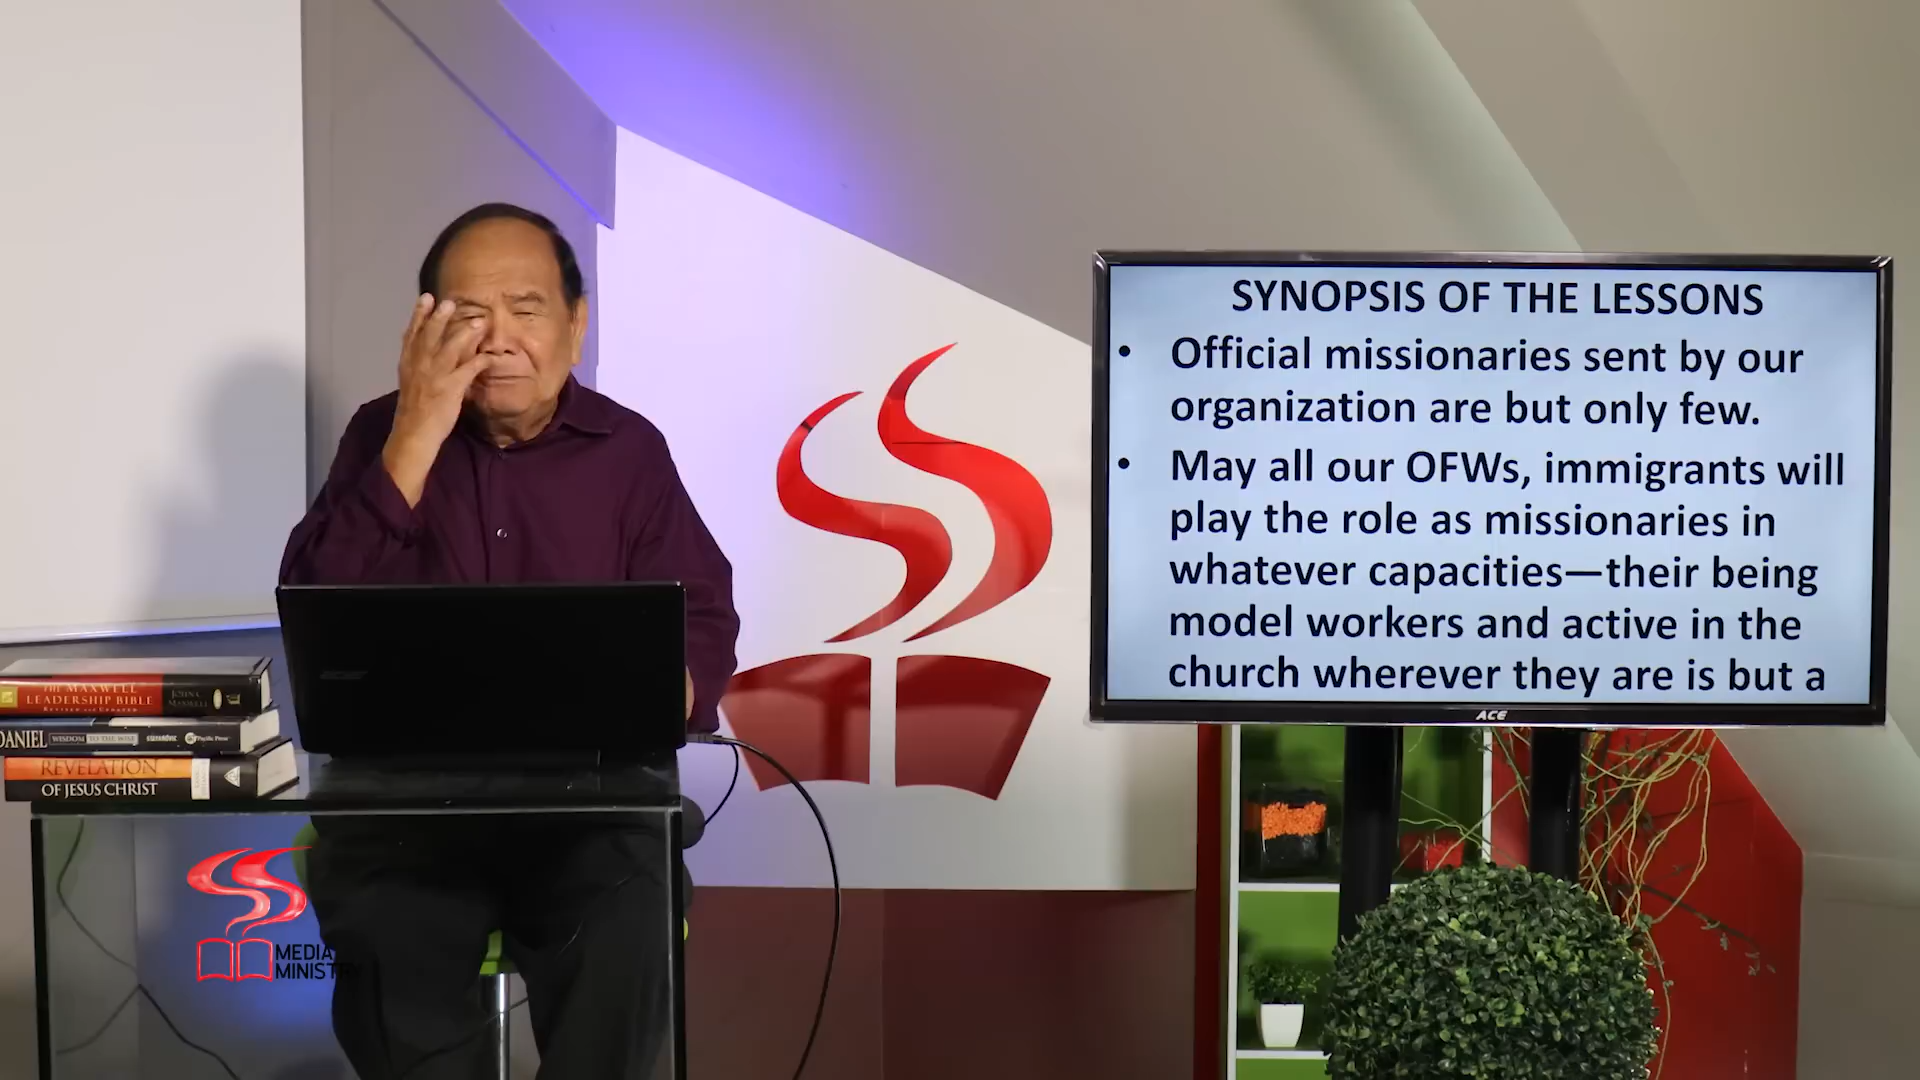 SYNOPSIS OF THE LESSONS
• Official missionaries sent by our
organization are but only few.
• May all our OFWs, immigrants will
play the role as missionaries in
whatever capacities—their being
model workers and active in the
church wherever they are is but a
ACE
THE MAXWELL
LEADERSHIP BIBLE
JOHN C.
MAXWELL
DANIEL WISDOM TO THE WISE
Pacific Press
REVELATION
OF JESUS CHRIST
MEDIA
MINISTRY